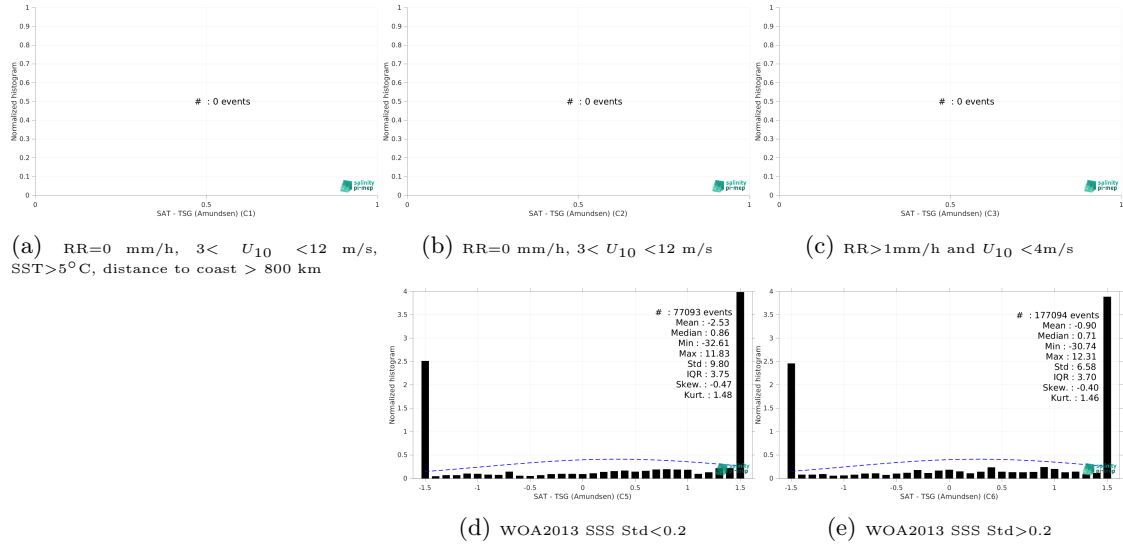 1
0.9
0.8
0.7
0.6
0.5
0.4
0.3
0.2
0.1
0
Normalized histogram
# : 0 events
salinity
pi-mep
0 0.5 1
SAT - TSG (Amundsen) (C1)
1
0.9
0.8
0.7
0.6
0.5
0.4
0.3
0.2
0.1
0
Normalized histogram
# : 0 events
salinity
pi-mep
0 0.5 1
SAT - TSG (Amundsen) (C2)
1
0.9
0.8
0.7
0.6
0.5
0.4
0.3
0.2
0.1
0
Normalized histogram
# : 0 events
salinity
pi-mep
0 0.5 1
SAT - TSG (Amundsen) (C3)
(a) RR=0 mm/h, 3< U10 <12 m/s,
SST>5°C, distance to coast > 800 km
(b) RR=0 mm/h, 3< U10 <12 m/s
(c) RR>1mm/h and U10 <4m/s
4
3.5
3
2.5
2
1.5
1
0.5
0
Normalized histogram
# : 77093 events
Mean : -2.53
Median : 0.86
Min : -32.61
Max : 11.83
Std : 9.80
IQR : 3.75
Skew. : -0.47
Kurt. : 1.48
salinity
pi-mep
-1.5 -1 -0.5 0 0.5 1 1.5
SAT - TSG (Amundsen) (C5)
4
3.5
3
2.5
2
1.5
1
0.5
0
Normalized histogram
# : 177094 events
Mean : -0.90
Median : 0.71
Min : -30.74
Max : 12.31
Std : 6.58
IQR : 3.70
Skew. : -0.40
Kurt. : 1.46
salinity
pi-mep
-1.5 -1 -0.5 0 0.5 1 1.5
SAT - TSG (Amundsen) (C6)
(d) WOA2013 SSS Std<0.2
(e) WOA2013 SSS Std>0.2